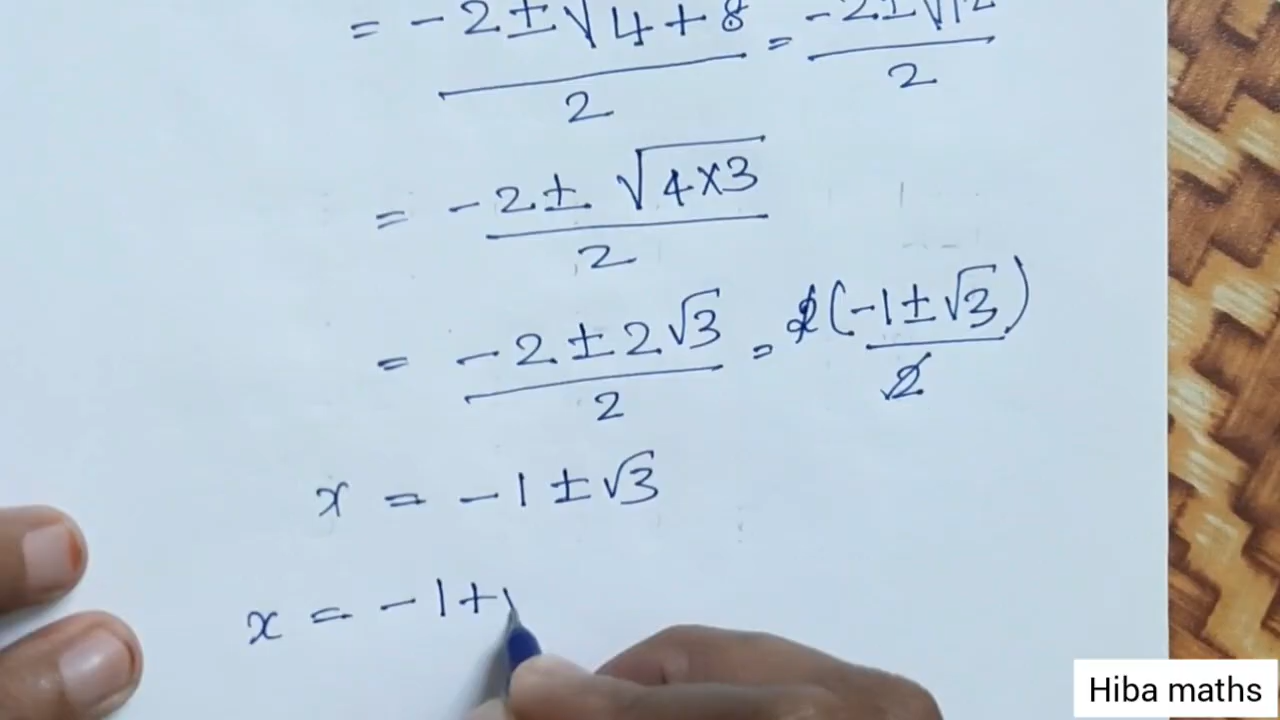 = -2±√4+8/2 = -2±√12/2
= -2±√4×3/2
= -2±2√3/2 = 2(-1±√3)/2
x = -1±√3
x = -1+
Hiba maths